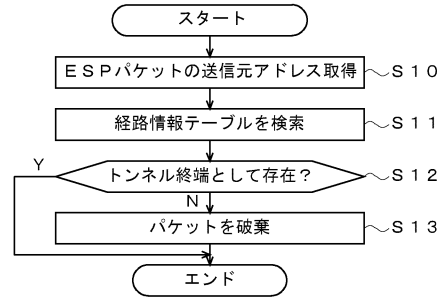 スタート
ESPパケットの送信元アドレス取得 S10
経路情報テーブルを検索 S11
トンネル終端として存在? S12
Y
N
パケットを破棄 S13
エンド